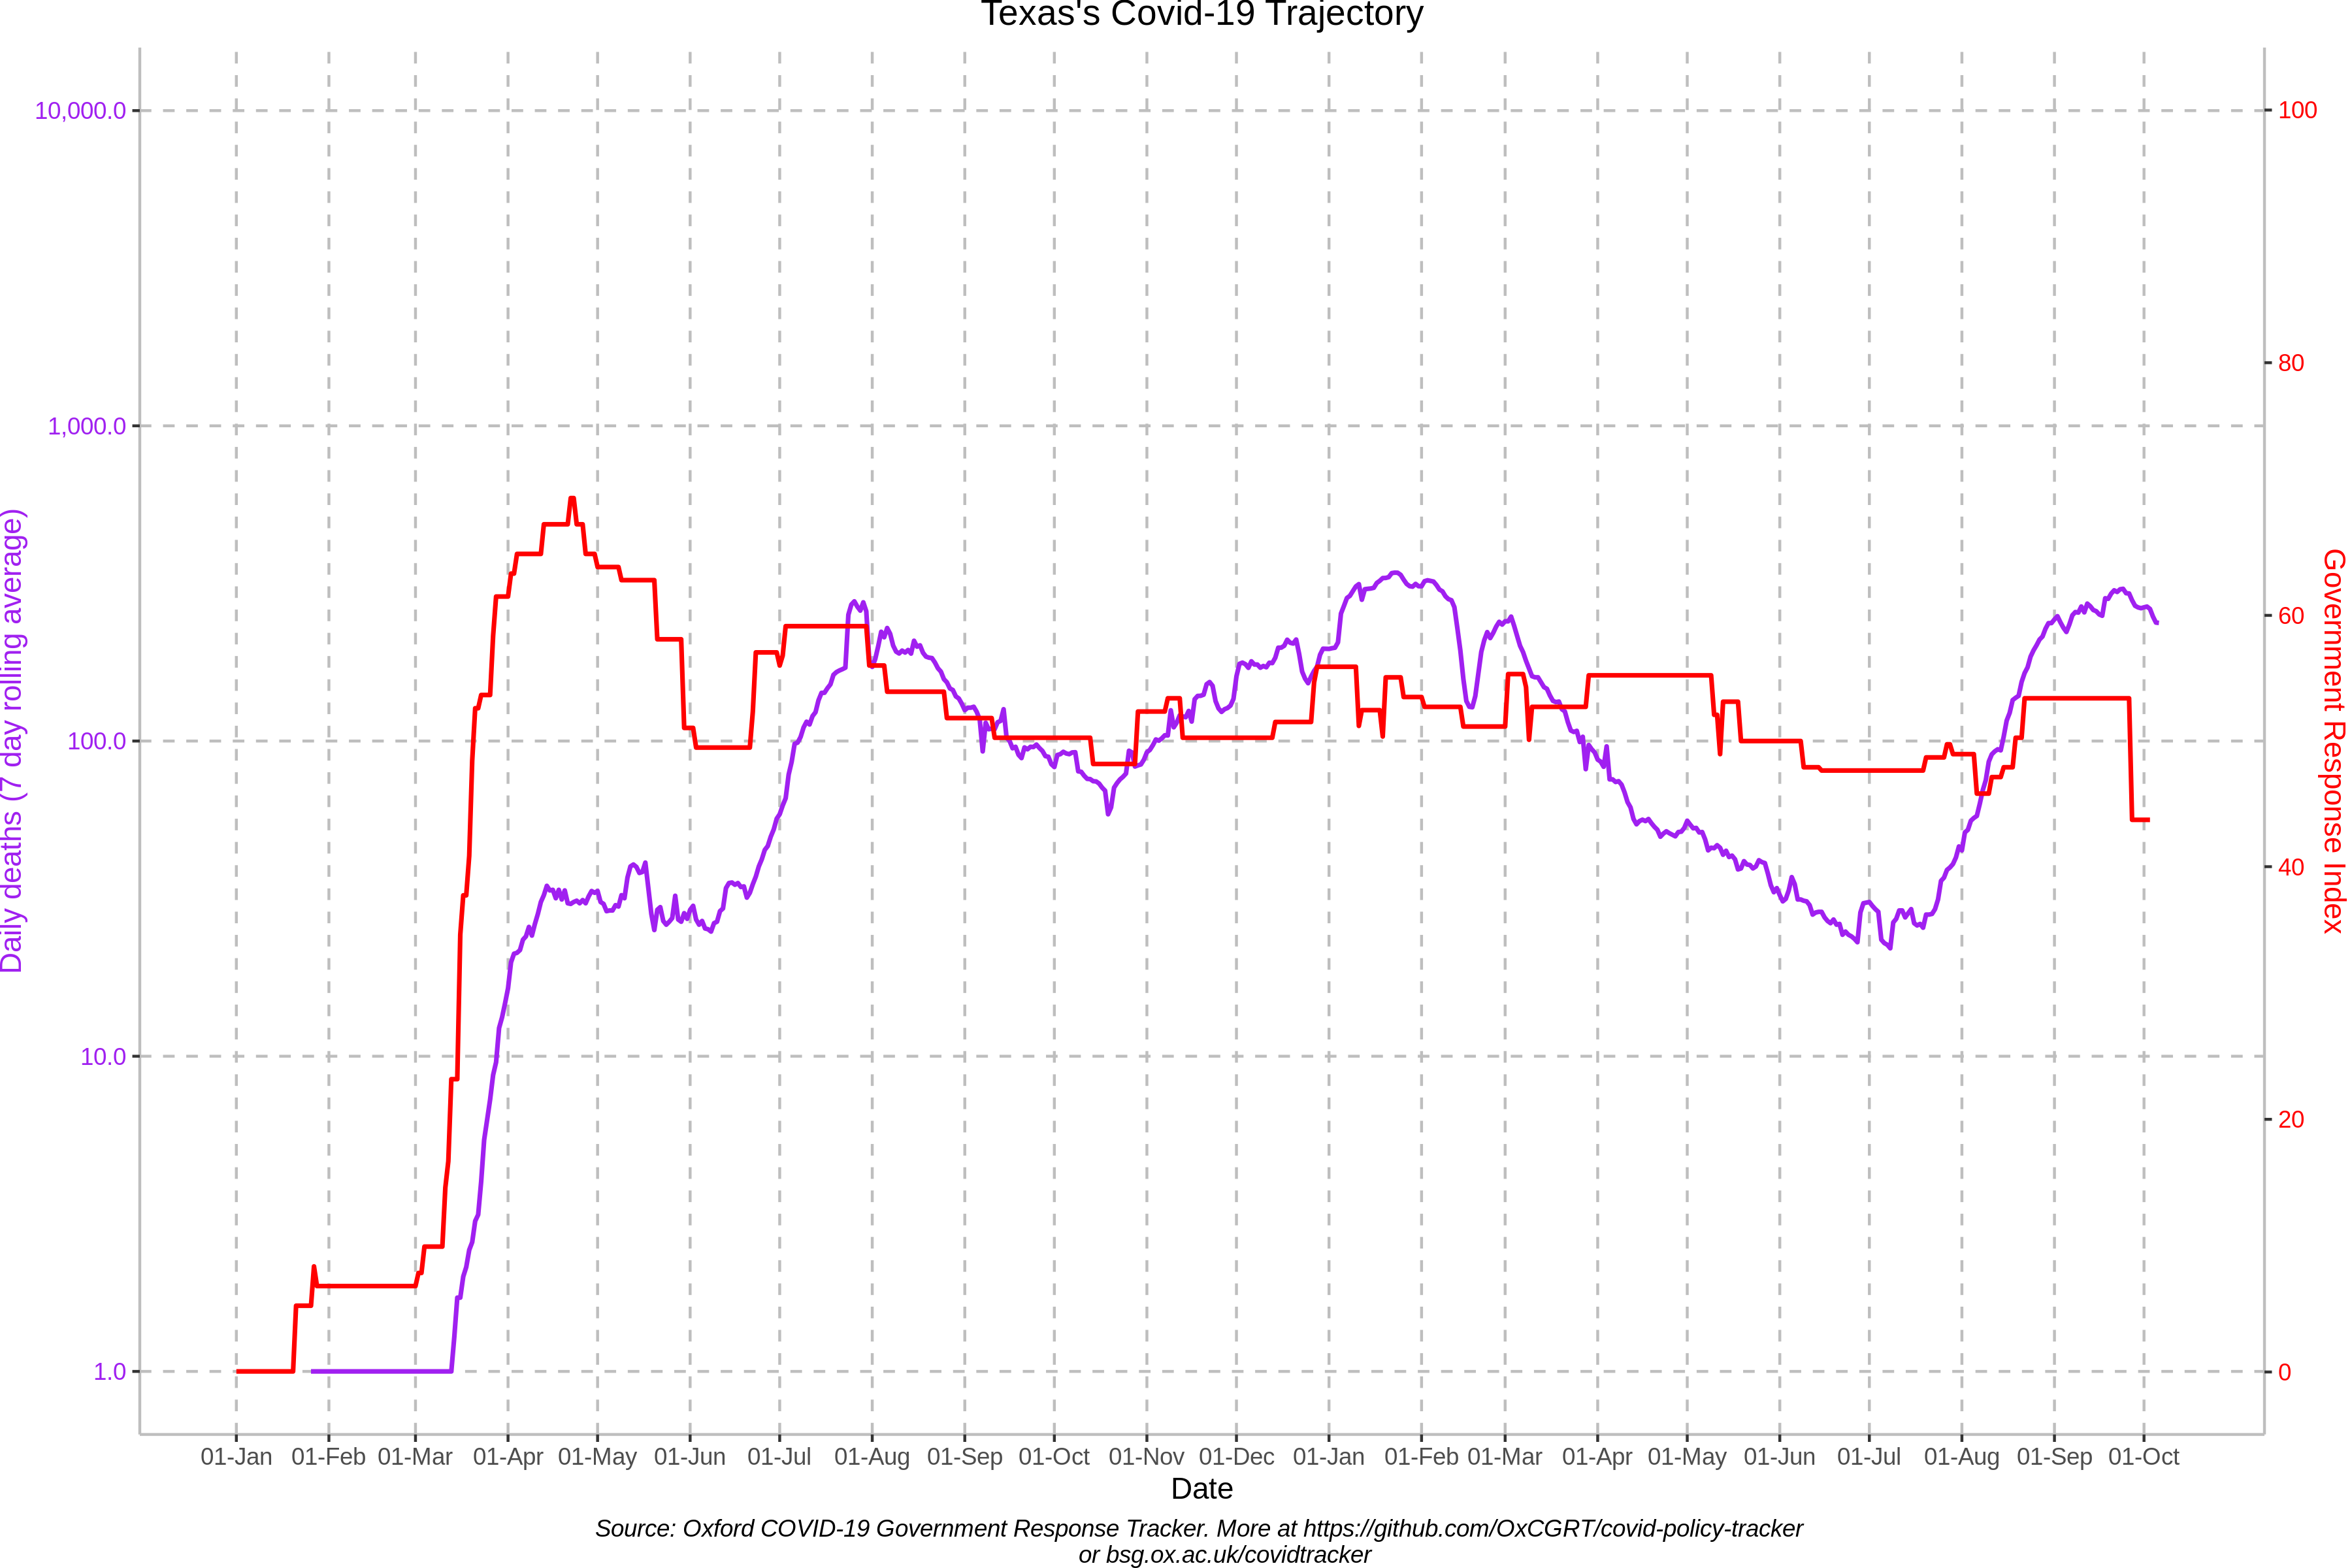 Texas's Covid-19 Trajectory
10,000.0
1,000.0
100.0
10.0
1.0
Daily deaths (7 day rolling average)
100
80
60
40
20
0
Government Response Index
01-Jan 01-Feb 01-Mar 01-Apr 01-May 01-Jun 01-Jul 01-Aug 01-Sep 01-Oct 01-Nov 01-Dec 01-Jan 01-Feb 01-Mar 01-Apr 01-May 01-Jun 01-Jul 01-Aug 01-Sep 01-Oct
Date
Source: Oxford COVID-19 Government Response Tracker. More at https://github.com/OxCGRT/covid-policy-tracker
or bsg.ox.ac.uk/covidtracker